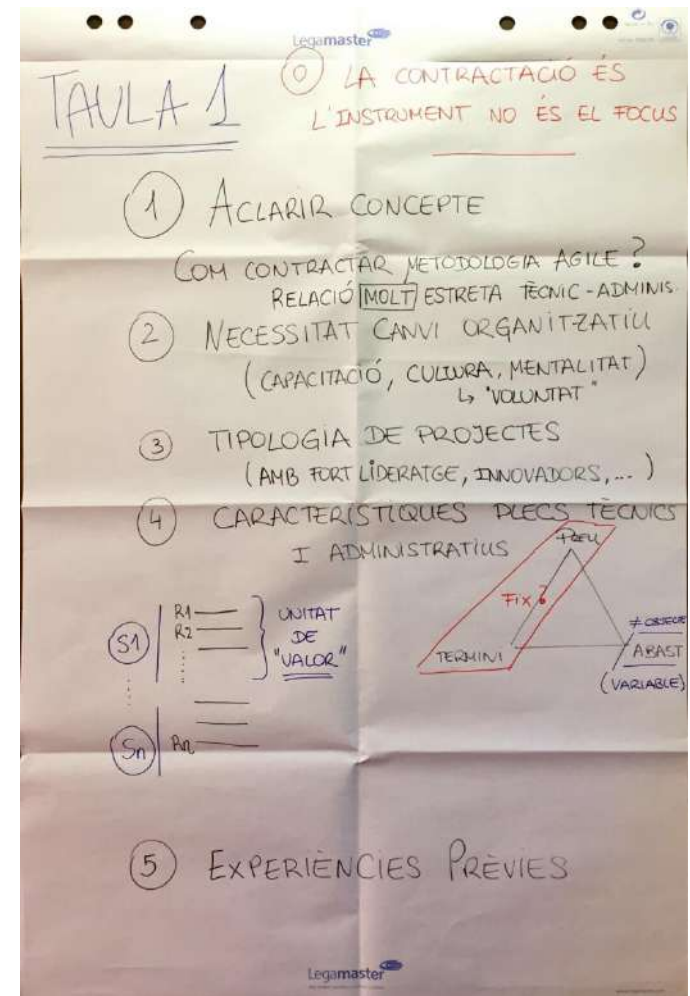 Legamaster
TAULA 1
0 LA CONTRACTACIÓ ÉS
L'INSTRUMENT NO ÉS EL FOCUS
1 ACLARIR CONCEPTE
COM CONTRACTAR METODOLOGIA AGILE?
RELACIÓ MOLT ESTRETA TÈCNIC-ADMINIS.
2 NECESSITAT CANVI ORGANITZATIU
(CAPACITACIÓ, CULTURA, MENTALITAT)
↳ "VOLUNTAT"
3 TIPOLOGIA DE PROJECTES
(AMB FORT LIDERATGE, INNOVADORS,...)
4 CARACTERÍSTIQUES PLECS TÈCNICS
I ADMINISTRATIUS
PREU
FIX
TERMINI
≠ OBJECTE
ABAST
(VARIABLE)
S1
R1
R2
UNITAT
DE
"VALOR"
Sn
Rn
5 EXPERIÈNCIES PRÈVIES
Legamaster